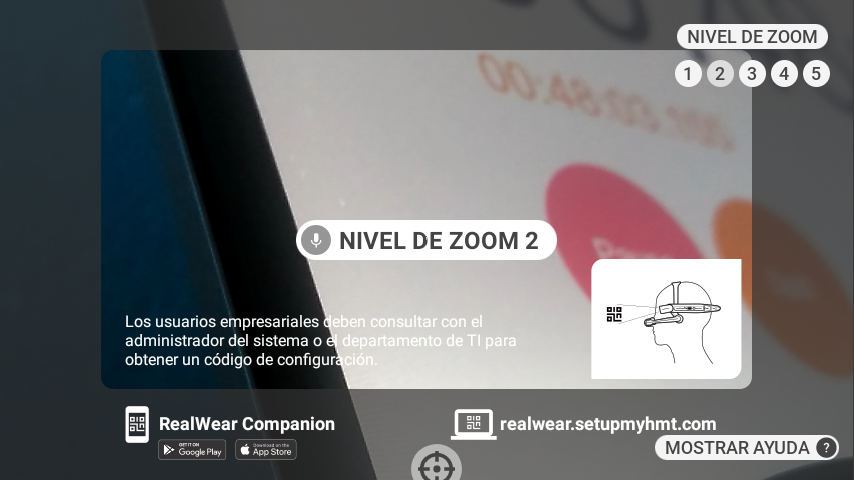 NIVEL DE ZOOM
1 2 3 4 5
NIVEL DE ZOOM 2
Los usuarios empresariales deben consultar con el
administrador del sistema o el departamento de TI para
obtener un código de configuración.
RealWear Companion
GET IT ON
Google Play
Download on the
App Store
realwear.setupmyhmt.com
MOSTRAR AYUDA ?